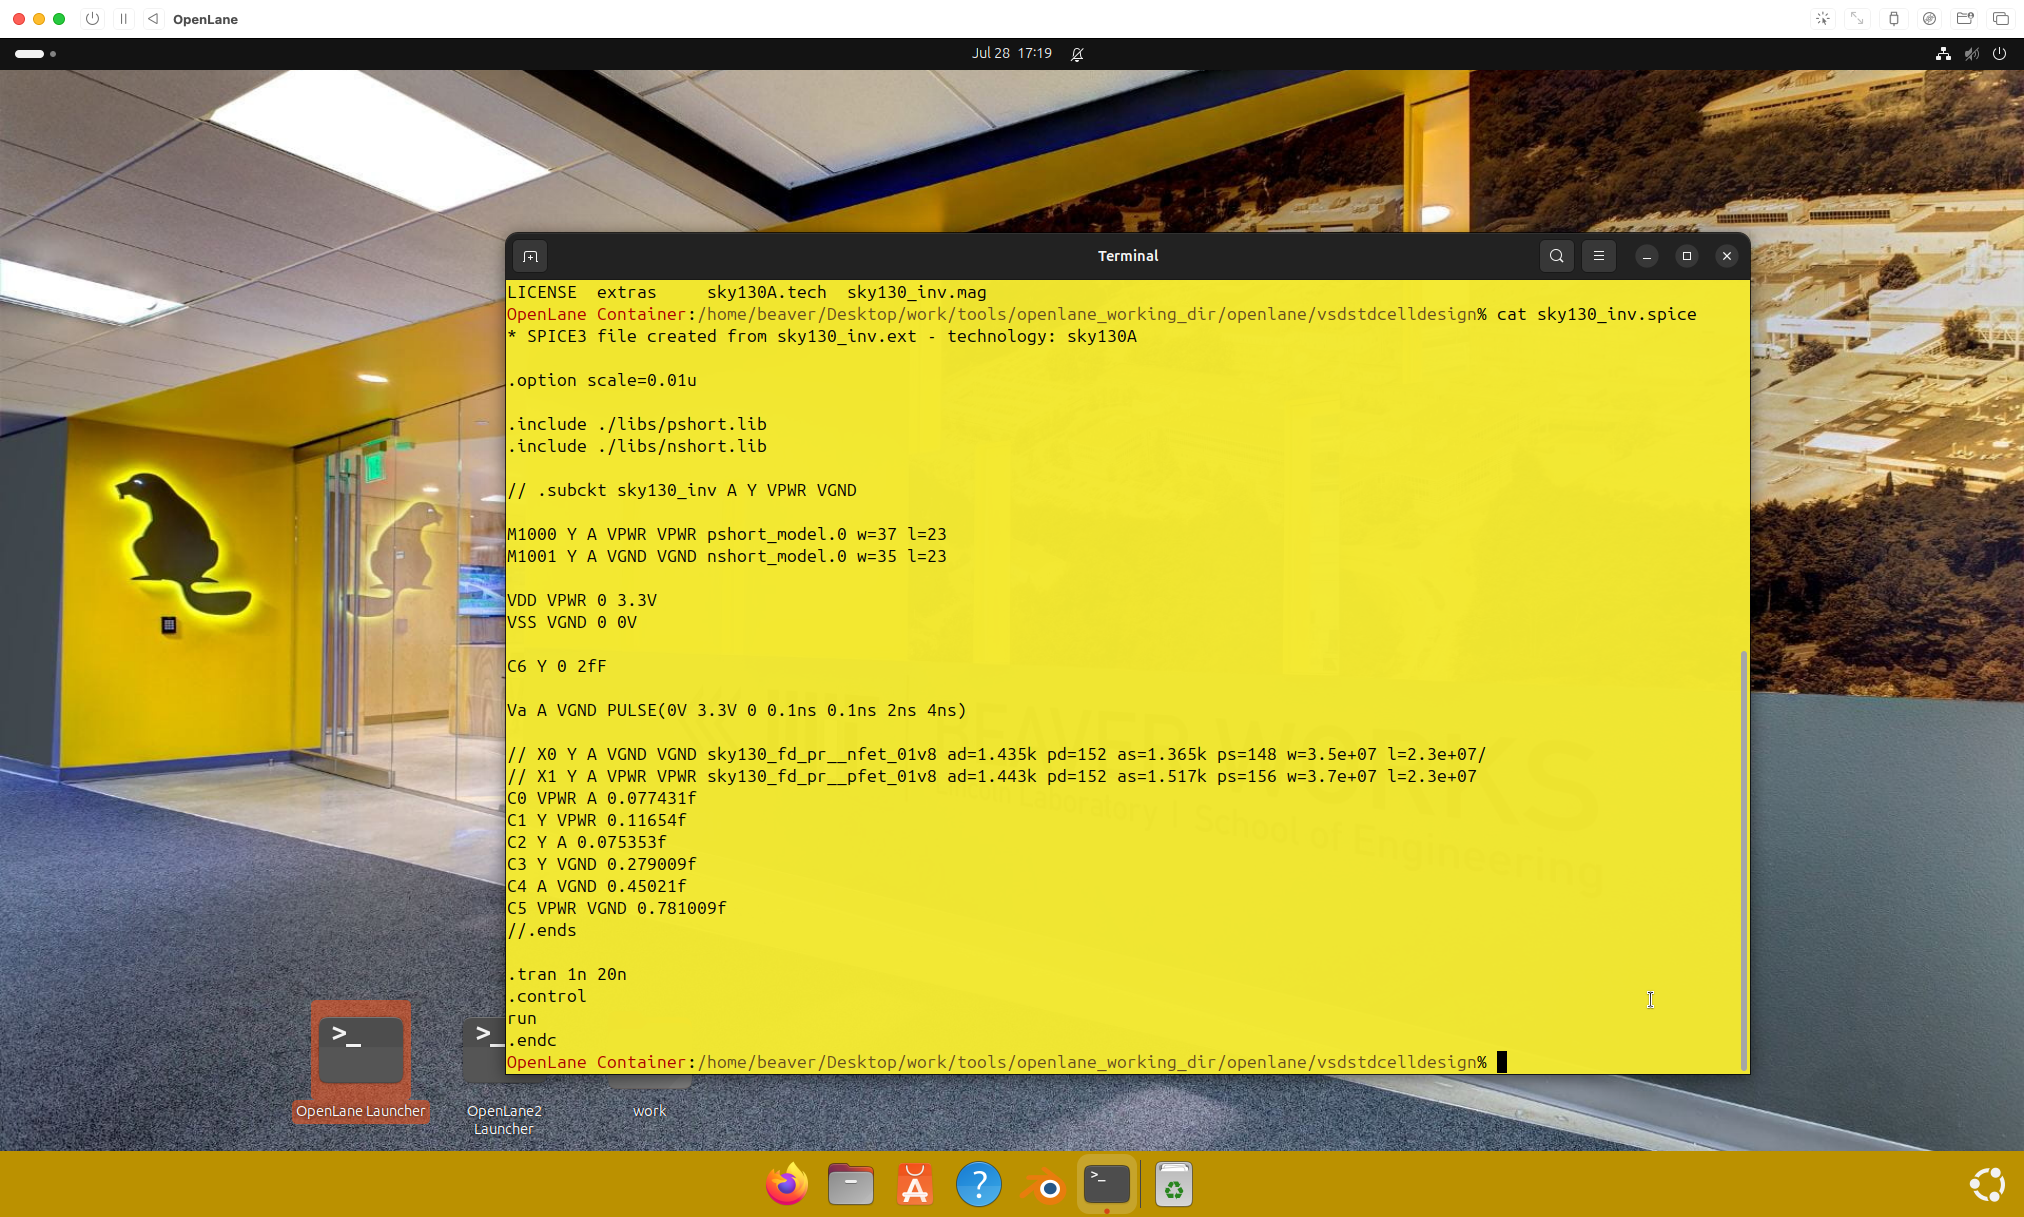 OpenLane
Jul 28 17:19
Terminal
LICENSE  extras     sky130A.tech  sky130_inv.mag
OpenLane Container:/home/beaver/Desktop/work/tools/openlane_working_dir/openlane/vsdstdcelldesign% cat sky130_inv.spice
* SPICE3 file created from sky130_inv.ext - technology: sky130A
.option scale=0.01u
.include ./libs/pshort.lib
.include ./libs/nshort.lib
// .subckt sky130_inv A Y VPWR VGND
M1000 Y A VPWR VPWR pshort_model.0 w=37 l=23
M1001 Y A VGND VGND nshort_model.0 w=35 l=23
VDD VPWR 0 3.3V
VSS VGND 0 0V
C6 Y 0 2fF
Va A VGND PULSE(0V 3.3V 0 0.1ns 0.1ns 2ns 4ns)
// X0 Y A VGND VGND sky130_fd_pr__nfet_01v8 ad=1.435k pd=152 as=1.365k ps=148 w=3.5e+07 l=2.3e+07/
// X1 Y A VPWR VPWR sky130_fd_pr__pfet_01v8 ad=1.443k pd=152 as=1.517k ps=156 w=3.7e+07 l=2.3e+07
C0 VPWR A 0.077431f
C1 Y VPWR 0.11654f
C2 Y A 0.075353f
C3 Y VGND 0.279009f
C4 A VGND 0.45021f
C5 VPWR VGND 0.781009f
//.ends
.tran 1n 20n
.control
run
.endc
OpenLane Container:/home/beaver/Desktop/work/tools/openlane_working_dir/openlane/vsdstdcelldesign%
BEAVER WORKS
Lincoln Laboratory | School of Engineering
OpenLane Launcher
OpenLane2
Launcher
work